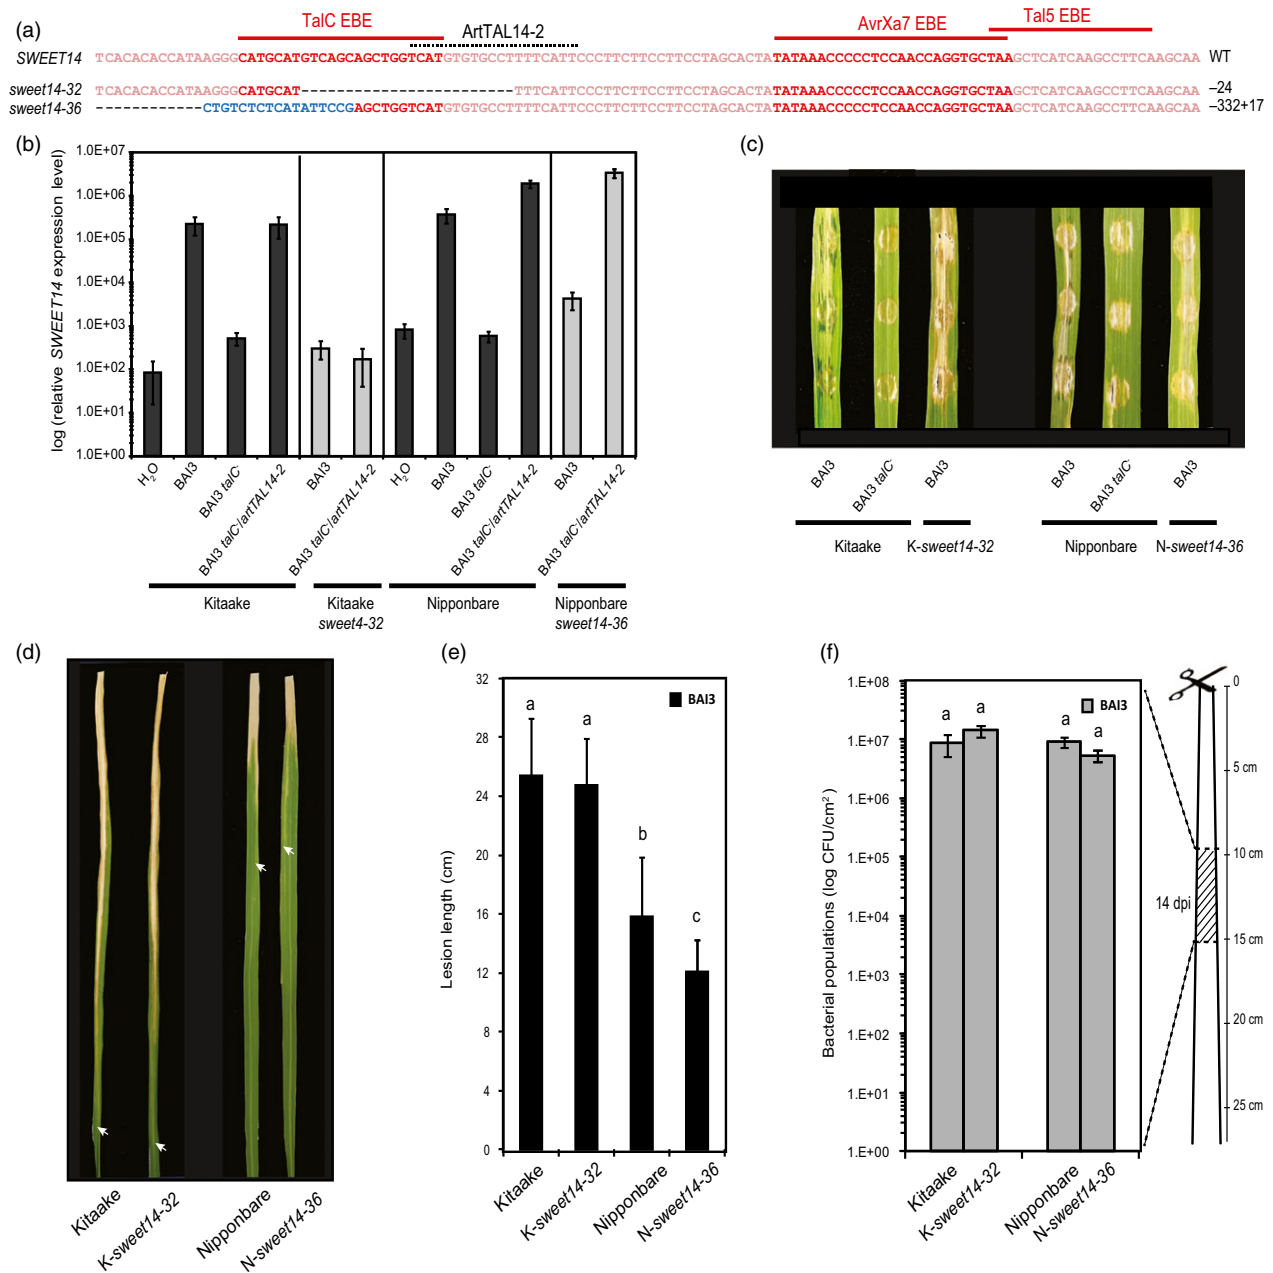 (a)
TalC EBE
ArtTAL14-2
AvrXa7 EBE
Tal5 EBE
SWEET14 TCACACACCATAAGGGCATGCATGTCAGCAGCTGGTCATGTGTGCCTTTTCATTCCCTTCTTCCTTCCTAGCACTATATAAACCCCCTCCAACCAGGTGCTAAGCTCATCAAGCCTTCAAGCAA WT
sweet14-32 TCACACACCATAAGGGCATGCAT-------------------------TTTCATTCCCTTCTTCCTTCCTAGCACTATATAAACCCCCTCCAACCAGGTGCTAAGCTCATCAAGCCTTCAAGCAA –24
sweet14-36 ------------CTGTCTCTCATATTCCGAGCTGGTCATGTGTGCCTTTTCATTCCCTTCTTCCTTCCTAGCACTATATAAACCCCCTCCAACCAGGTGCTAAGCTCATCAAGCCTTCAAGCAA –332+17
(b)
log (relative SWEET14 expression level)
1.0E+07
1.0E+06
1.0E+05
1.0E+04
1.0E+03
1.0E+02
1.0E+01
1.0E+00
H2O
BAI3
BAI3 talC-
BAI3 talC-/artTAL14-2
BAI3
BAI3 talC-/artTAL14-2
H2O
BAI3
BAI3 talC-
BAI3 talC-/artTAL14-2
BAI3
BAI3 talC-/artTAL14-2
Kitaake
Kitaake
sweet4-32
Nipponbare
Nipponbare
sweet14-36
(c)
BAI3
BAI3 talC-
BAI3
BAI3
BAI3 talC-
BAI3
Kitaake
K-sweet14-32
Nipponbare
N-sweet14-36
(d)
Kitaake
K-sweet14-32
Nipponbare
N-sweet14-36
(e)
Lesion length (cm)
32
28
24
20
16
12
8
4
0
BAI3
a
a
b
c
Kitaake
K-sweet14-32
Nipponbare
N-sweet14-36
(f)
Bacterial populations (log CFU/cm²)
1.E+08
1.E+07
1.E+06
1.E+05
1.E+04
1.E+03
1.E+02
1.E+01
1.E+00
BAI3
a
a
a
a
Kitaake
K-sweet14-32
Nipponbare
N-sweet14-36
14 dpi
0
5 cm
10 cm
15 cm
20 cm
25 cm